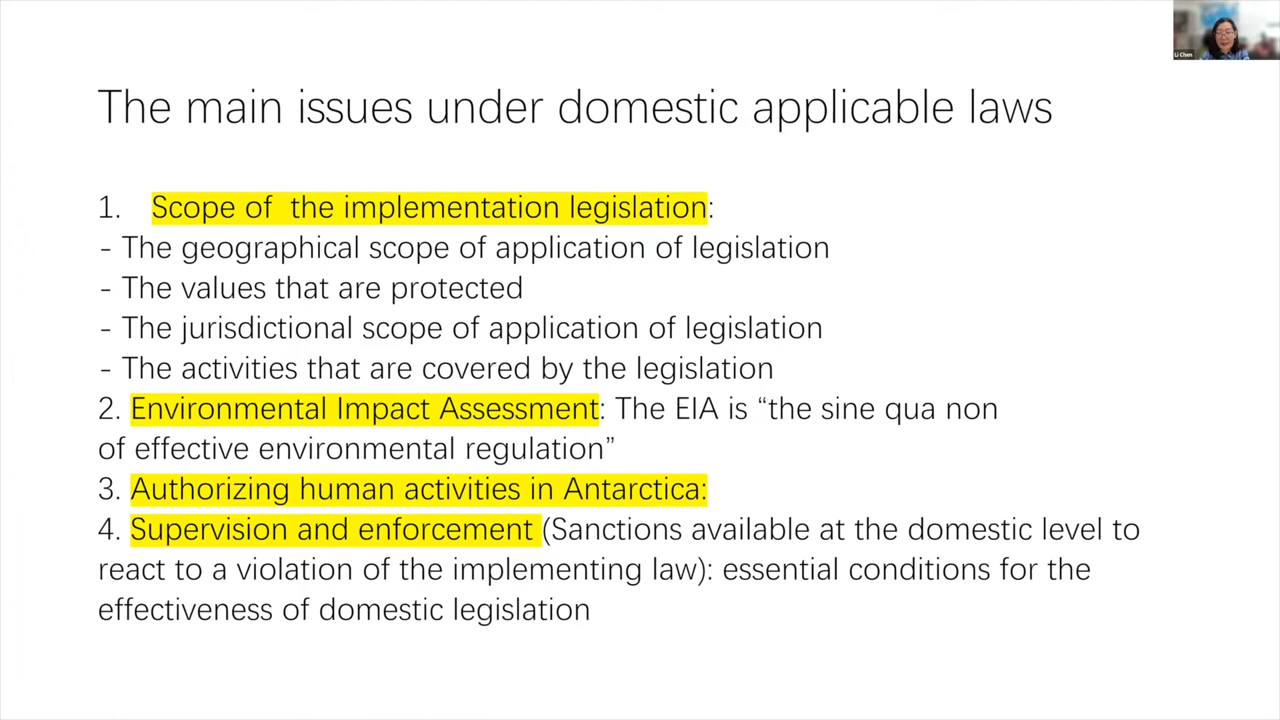 Li Chen
The main issues under domestic applicable laws
1. Scope of the implementation legislation:
- The geographical scope of application of legislation
- The values that are protected
- The jurisdictional scope of application of legislation
- The activities that are covered by the legislation
2. Environmental Impact Assessment: The EIA is “the sine qua non
of effective environmental regulation”
3. Authorizing human activities in Antarctica:
4. Supervision and enforcement (Sanctions available at the domestic level to
react to a violation of the implementing law): essential conditions for the
effectiveness of domestic legislation